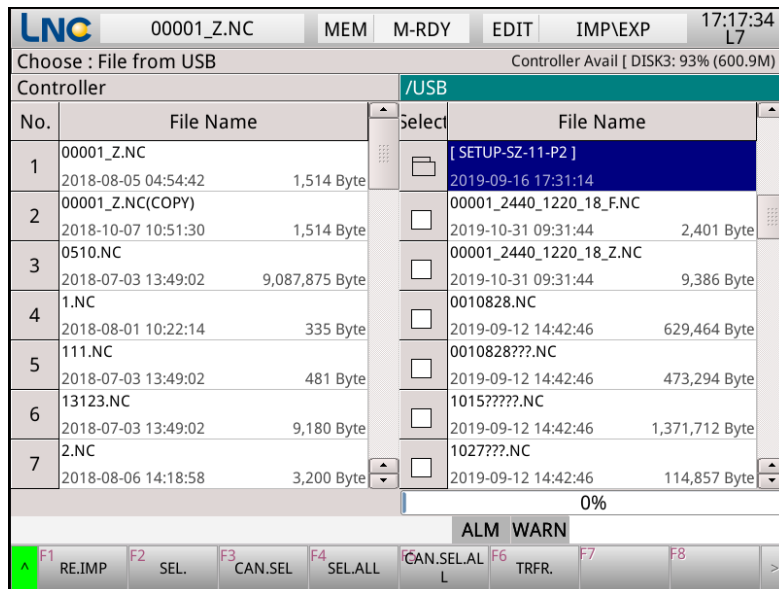 LNC 00001_Z.NC MEM M-RDY EDIT IMP\EXP 17:17:34
L7
Choose : File from USB Controller Avail [ DISK3: 93% (600.9M)
Controller /USB
No. File Name Select File Name
1 00001_Z.NC [ SETUP-SZ-11-P2 ]
2018-08-05 04:54:42 1,514 Byte 2019-09-16 17:31:14
2 00001_Z.NC(COPY) 00001_2440_1220_18_F.NC
2018-10-07 10:51:30 1,514 Byte 2019-10-31 09:31:44 2,401 Byte
3 0510.NC 00001_2440_1220_18_Z.NC
2018-07-03 13:49:02 9,087,875 Byte 2019-10-31 09:31:44 9,386 Byte
4 1.NC 0010828.NC
2018-08-01 10:22:14 335 Byte 2019-09-12 14:42:46 629,464 Byte
5 111.NC 0010828???.NC
2018-07-03 13:49:02 481 Byte 2019-09-12 14:42:46 473,294 Byte
6 13123.NC 1015?????.NC
2018-07-03 13:49:02 9,180 Byte 2019-09-12 14:42:46 1,371,712 Byte
7 2.NC 1027???.NC
2018-08-06 14:18:58 3,200 Byte 2019-09-12 14:42:46 114,857 Byte
0%
ALM WARN
^ F1 RE.IMP F2 SEL. F3 CAN.SEL F4 SEL.ALL F5 CAN.SEL.AL F6 TRFR. F7 F8 >
L